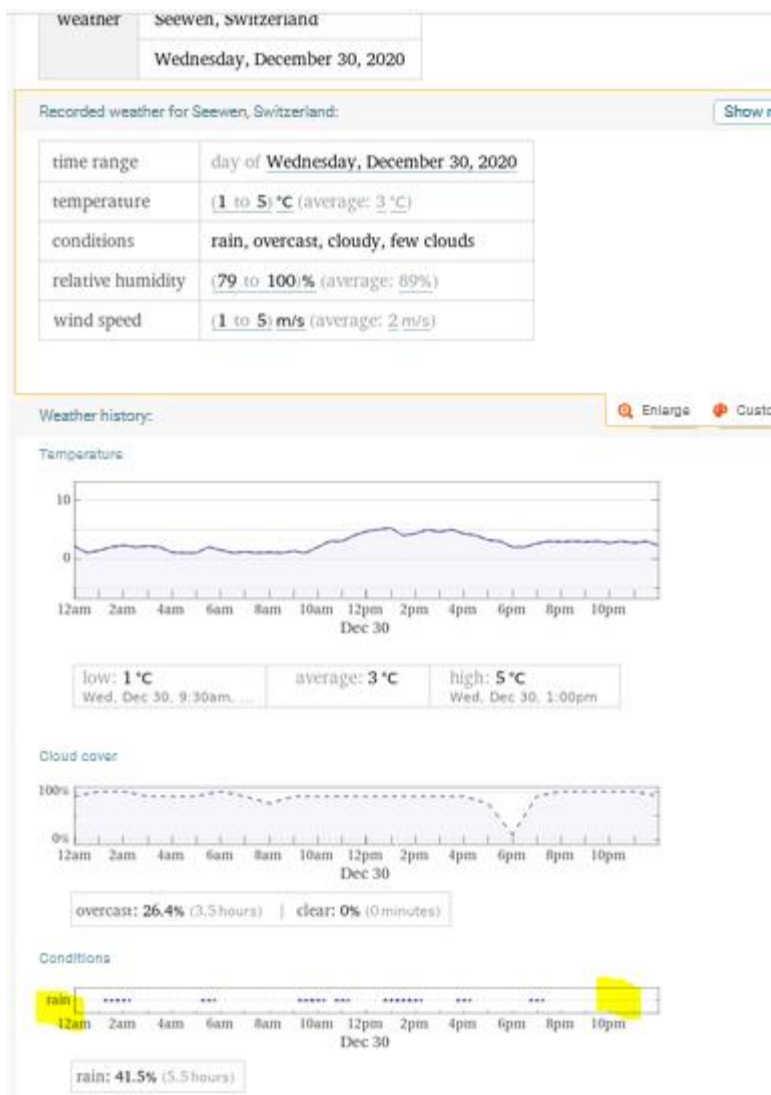 weather Seewen, Switzerland
Wednesday, December 30, 2020
Recorded weather for Seewen, Switzerland:
Show
time range day of Wednesday, December 30, 2020
temperature (1 to 5) °C (average: 3 °C)
conditions rain, overcast, cloudy, few clouds
relative humidity (79 to 100)% (average: 89%)
wind speed (1 to 5) m/s (average: 2 m/s)
Weather history:
Enlarge Custo
Temperature
10
0
12am 2am 4am 6am 8am 10am 12pm 2pm 4pm 6pm 8pm 10pm
Dec 30
low: 1 °C average: 3 °C high: 5 °C
Wed, Dec 30, 9:30am, ... Wed, Dec 30, 1:00pm
Cloud cover
100%
0%
12am 2am 4am 6am 8am 10am 12pm 2pm 4pm 6pm 8pm 10pm
Dec 30
overcast: 26.4% (3.5 hours) | clear: 0% (0 minutes)
Conditions
rain
12am 2am 4am 6am 8am 10am 12pm 2pm 4pm 6pm 8pm 10pm
Dec 30
rain: 41.5% (5.5 hours)